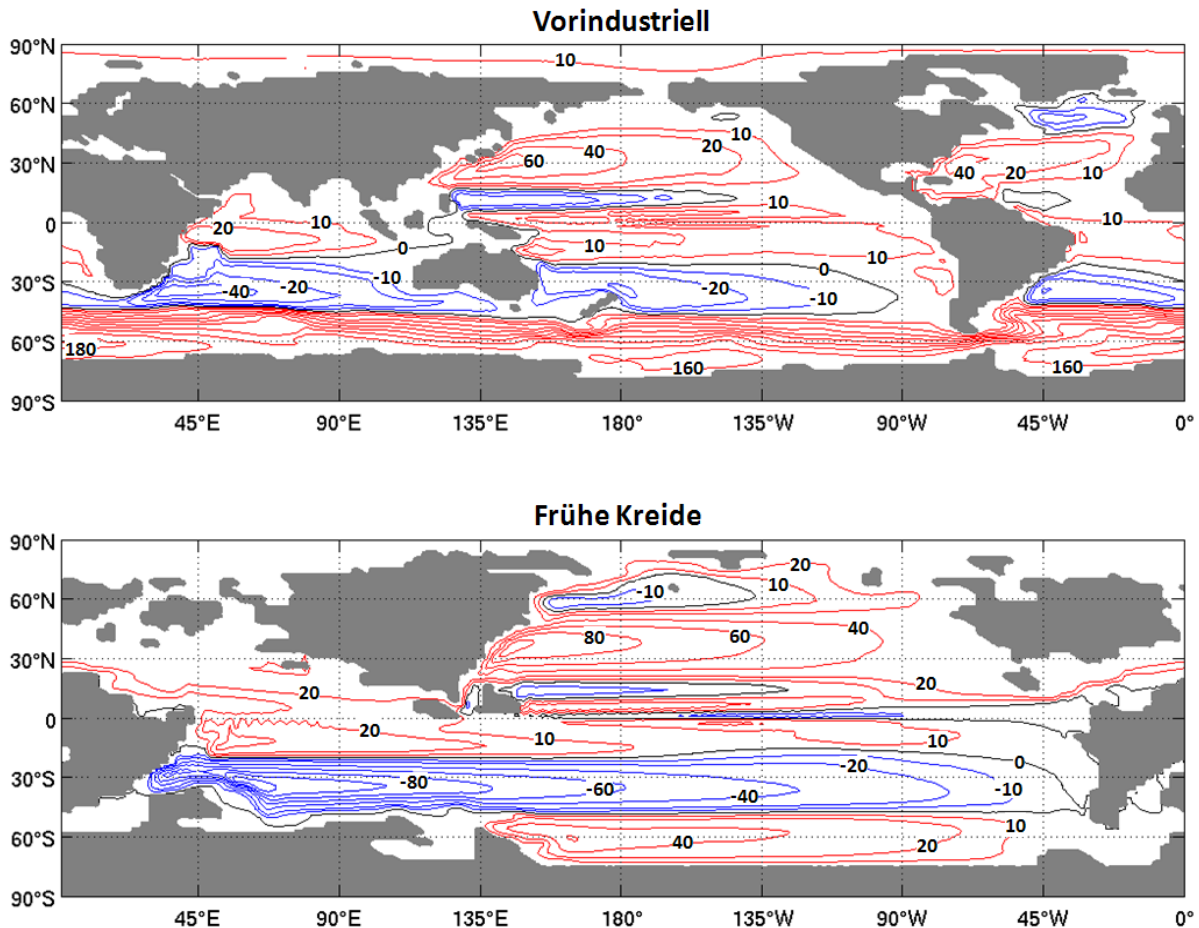 Vorindustriell
90°N
10
60°N
10
60 40 20 40 20 10
30°N
10
20 10 10
0
10 0
-10 0
30°S
-40 -20 -20 -10
60°S
180 160 160
90°S
45°E 90°E 135°E 180° 135°W 90°W 45°W 0°
Frühe Kreide
90°N
20
-10 10
60°N
80 60 40
30°N
20 20
0
20 10 10
0
-20
30°S
-80 -60 -40 -10
10
60°S
40 20
90°S
45°E 90°E 135°E 180° 135°W 90°W 45°W 0°